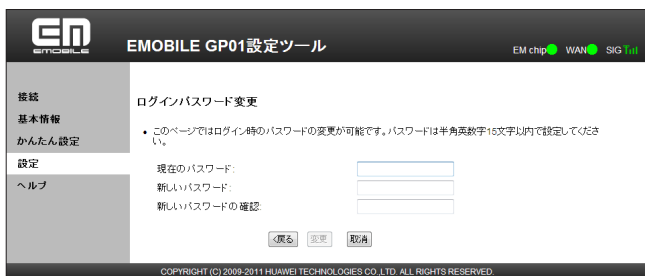 EM
EMOBILE
EMOBILE GP01設定ツール
EM chip WAN SIG
接続
基本情報
かんたん設定
設定
ヘルプ
ログインパスワード変更
• このページではログイン時のパスワードの変更が可能です。パスワードは半角英数字15文字以内で設定してくださ
い。
現在のパスワード:
新しいパスワード:
新しいパスワードの確認:
<戻る 変更 取消
COPYRIGHT (C) 2009-2011 HUAWEI TECHNOLOGIES CO.,LTD. ALL RIGHTS RESERVED.